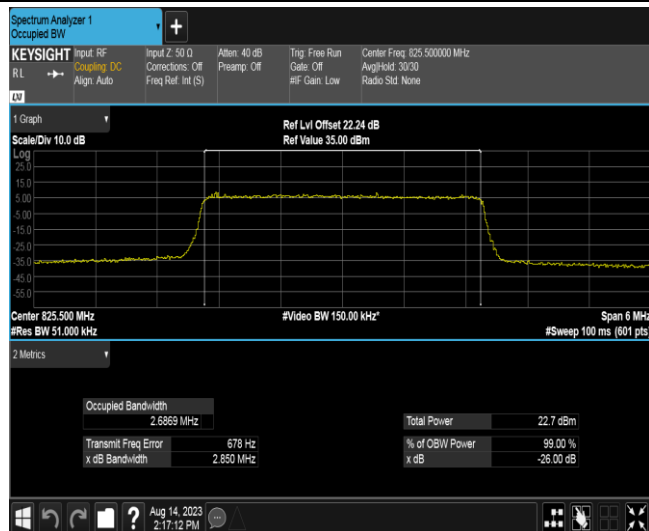 Spectrum Analyzer 1
Occupied BW
+
KEYSIGHT Input: RF Input Z: 50 Ω Atten: 40 dB Trig: Free Run Center Freq: 825.500000 MHz
RL Coupling: DC Corrections: Off Preamp: Off Gate: Off Avg|Hold: 30/30
Align: Auto Freq Ref: Int (S) #IF Gain: Low Radio Std: None
LXI
1 Graph
Ref Lvl Offset 22.24 dB
Scale/Div 10.0 dB Ref Value 35.00 dBm
Log
25.0
15.0
5.00
-5.00
-15.0
-25.0
-35.0
-45.0
-55.0
Center 825.500 MHz #Video BW 150.00 kHz* Span 6 MHz
#Res BW 51.000 kHz #Sweep 100 ms (601 pts)
2 Metrics
Occupied Bandwidth
2.6869 MHz Total Power 22.7 dBm
Transmit Freq Error 678 Hz % of OBW Power 99.00 %
x dB Bandwidth 2.850 MHz x dB -26.00 dB
? Aug 14, 2023
2:17:12 PM